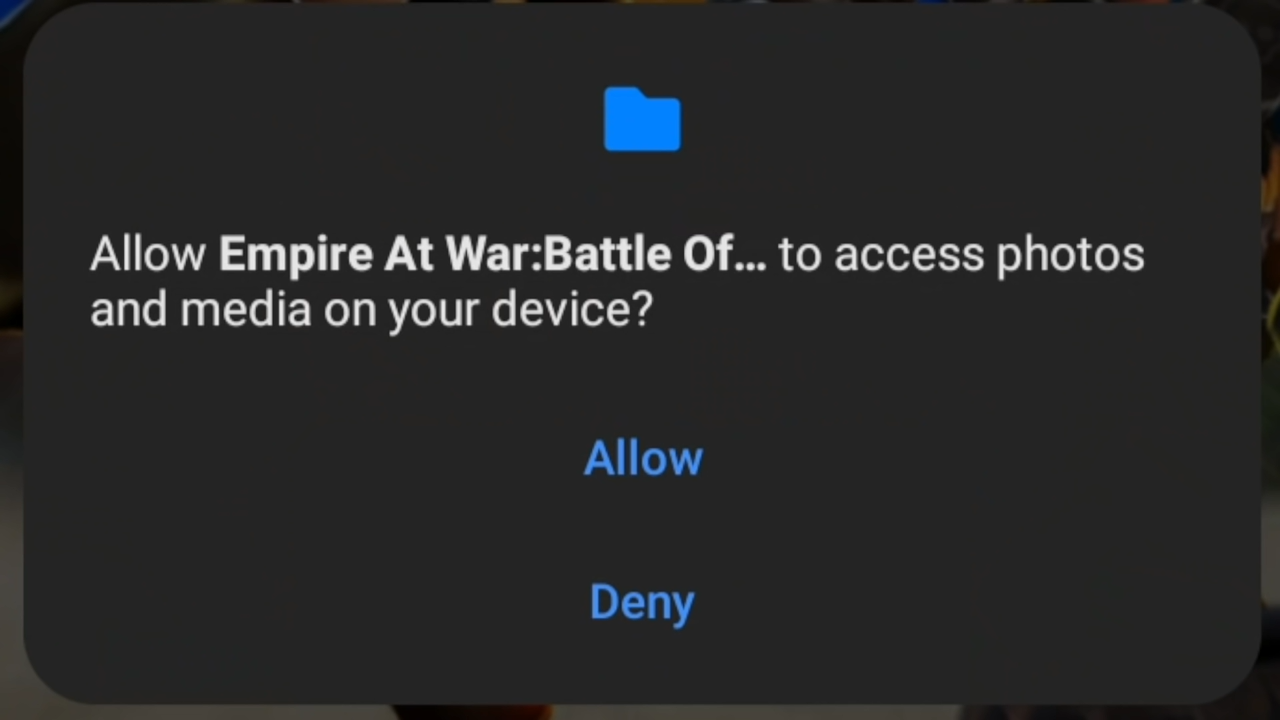 Allow Empire At War:Battle Of... to access photos
and media on your device?
Allow
Deny